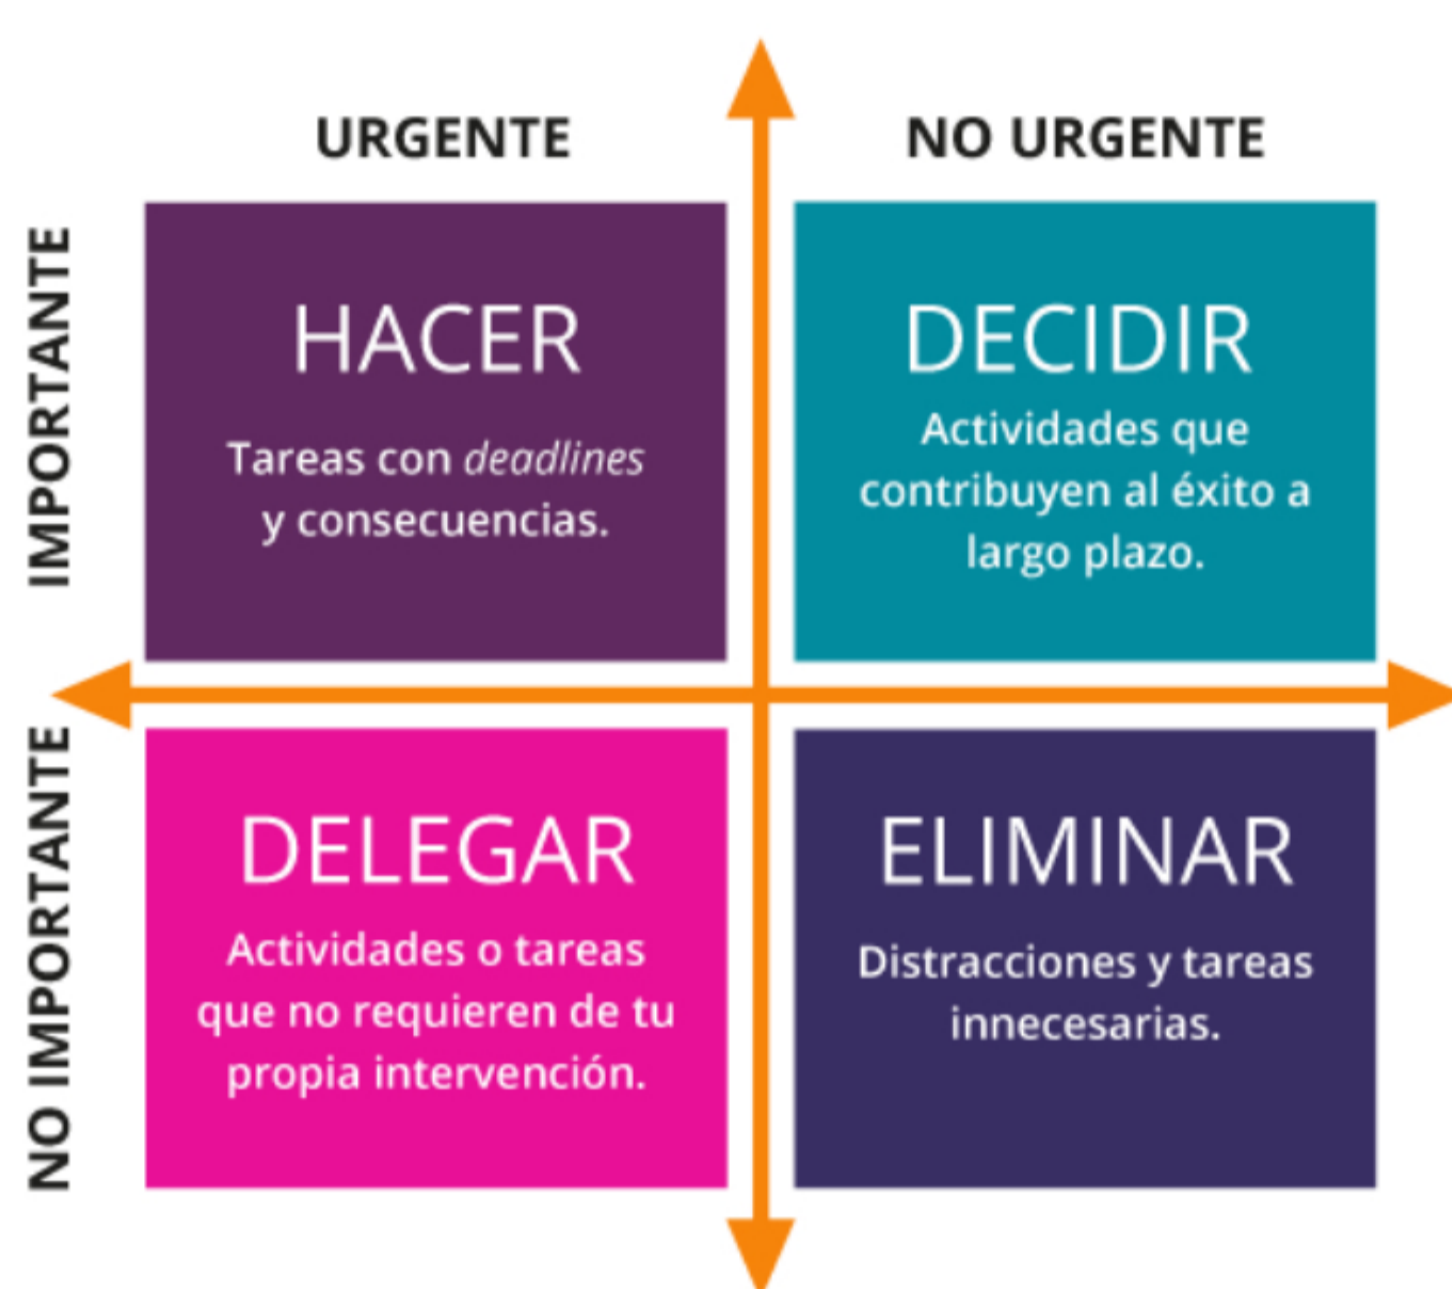 URGENTE
NO URGENTE
IMPORTANTE
HACER
Tareas con deadlines
y consecuencias.
DECIDIR
Actividades que
contribuyen al éxito a
largo plazo.
NO IMPORTANTE
DELEGAR
Actividades o tareas
que no requieren de tu
propia intervención.
ELIMINAR
Distracciones y tareas
innecesarias.